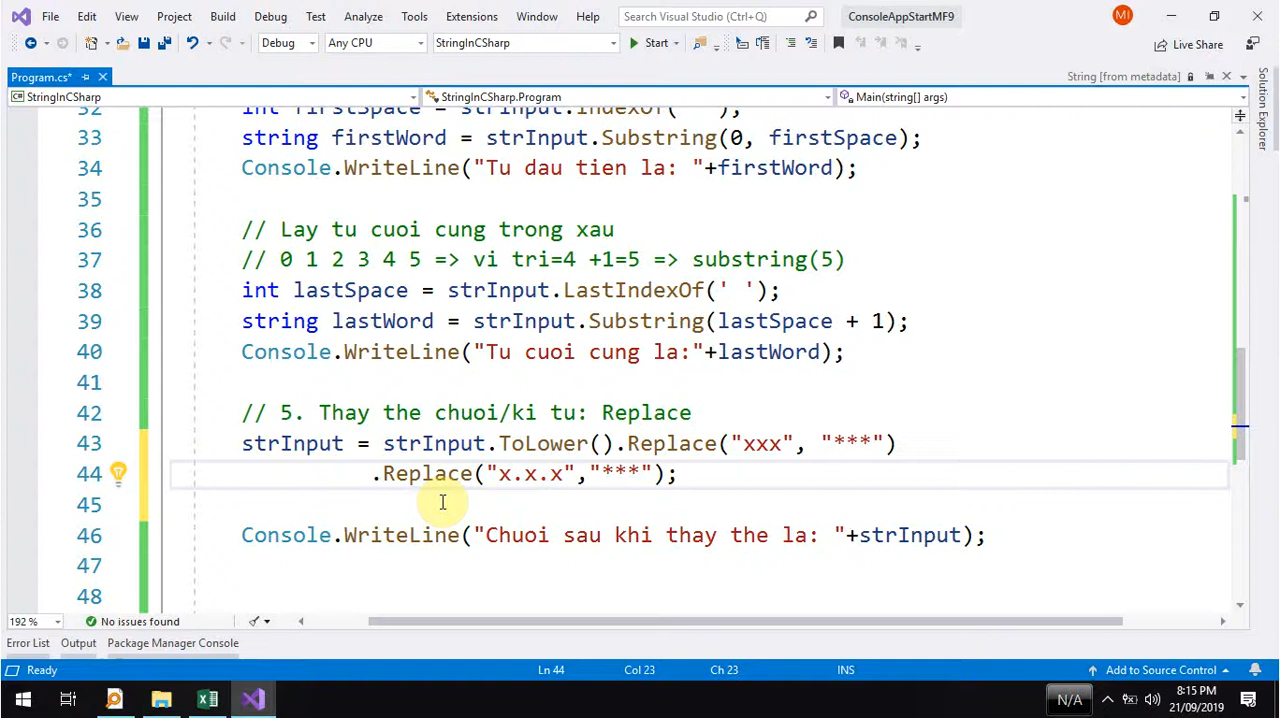 File Edit View Project Build Debug Test Analyze Tools Extensions Window Help Search Visual Studio (Ctrl+Q) ConsoleAppStartMF9 MI
Debug Any CPU StringInCSharp Start Live Share
Program.cs* String [from metadata]
StringInCSharp StringInCSharp.Program Main(string[] args)
Solution Explorer
32 int firstSpace = strInput.IndexOf(' ');
33 string firstWord = strInput.Substring(0, firstSpace);
34 Console.WriteLine("Tu dau tien la: "+firstWord);
35
36 // Lay tu cuoi cung trong xau
37 // 0 1 2 3 4 5 => vi tri=4 +1=5 => substring(5)
38 int lastSpace = strInput.LastIndexOf(' ');
39 string lastWord = strInput.Substring(lastSpace + 1);
40 Console.WriteLine("Tu cuoi cung la:"+lastWord);
41
42 // 5. Thay the chuoi/ki tu: Replace
43 strInput = strInput.ToLower().Replace("xxx", "***")
44 .Replace("x.x.x","***");
45
46 Console.WriteLine("Chuoi sau khi thay the la: "+strInput);
47
48
192 % No issues found
Error List Output Package Manager Console
Ready Ln 44 Col 23 Ch 23 INS Add to Source Control
N/A 8:15 PM
21/09/2019